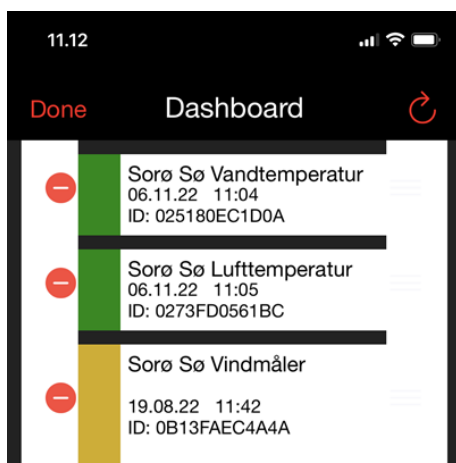 11.12
Done Dashboard
Sorø Sø Vandtemperatur
06.11.22 11:04
ID: 025180EC1D0A
Sorø Sø Lufttemperatur
06.11.22 11:05
ID: 0273FD0561BC
Sorø Sø Vindmåler
19.08.22 11:42
ID: 0B13FAEC4A4A